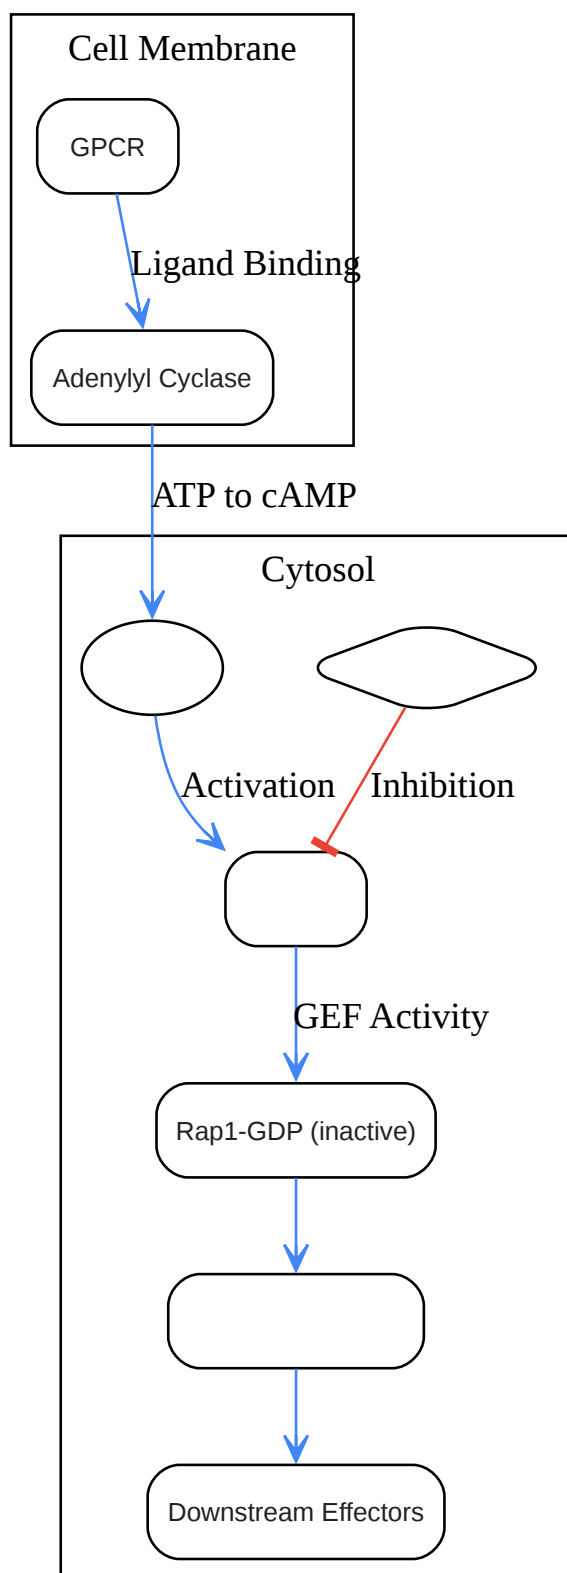 Cell Membrane
GPCR
Ligand Binding
Adenylyl Cyclase
ATP to cAMP
Cytosol
Activation
Inhibition
GEF Activity
Rap1-GDP (inactive)
Downstream Effectors